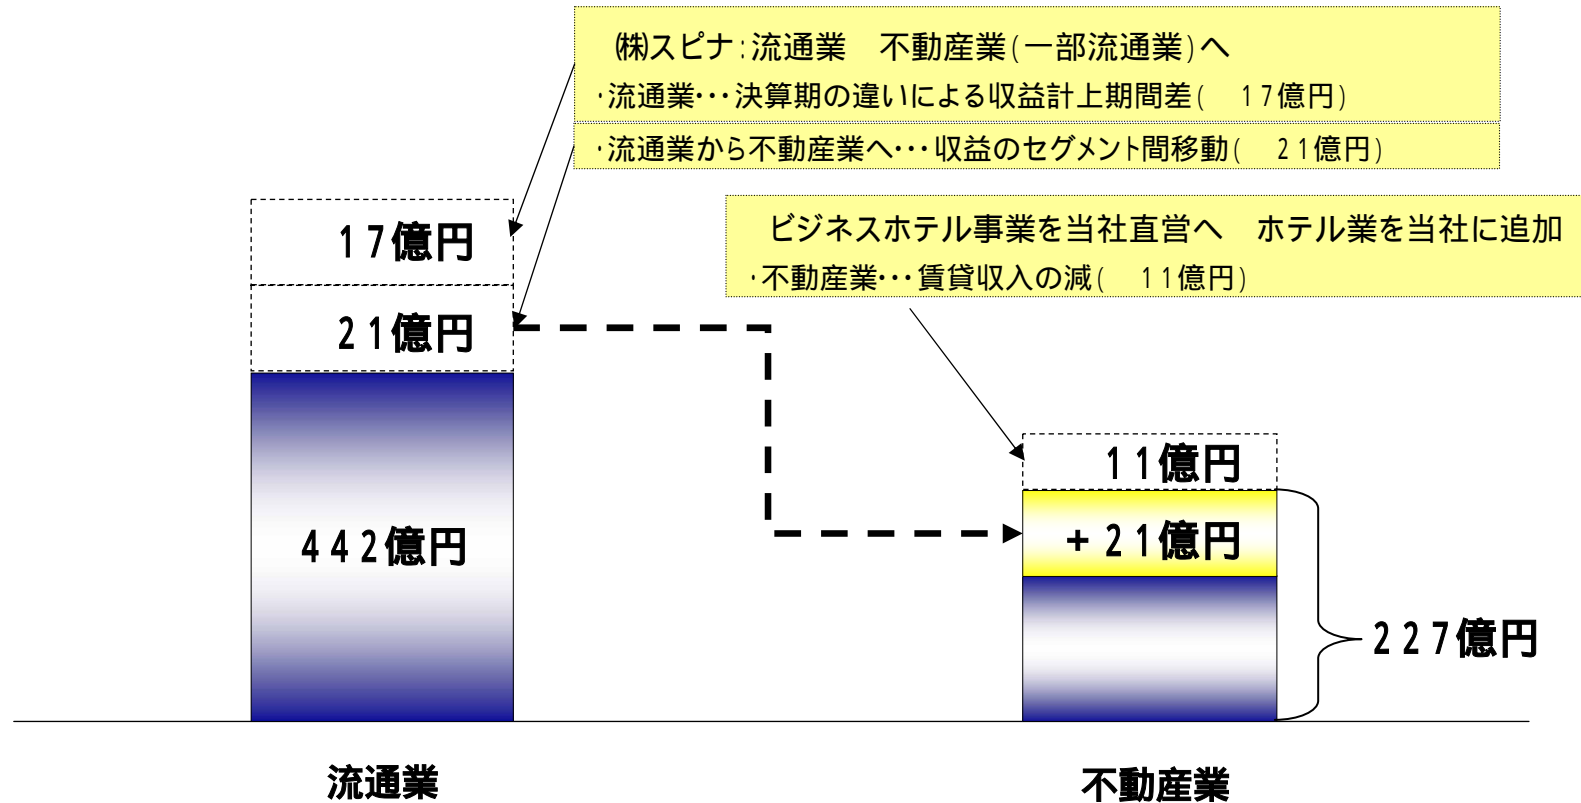 ㈱スピナ:流通業 不動産業(一部流通業)へ
・流通業・・・決算期の違いによる収益計上期間差( 17億円)
・流通業から不動産業へ・・・収益のセグメント間移動( 21億円)
ビジネスホテル事業を当社直営へ ホテル業を当社に追加
・不動産業・・・賃貸収入の減( 11億円)
17億円
21億円
442億円
11億円
+21億円
227億円
流通業
不動産業